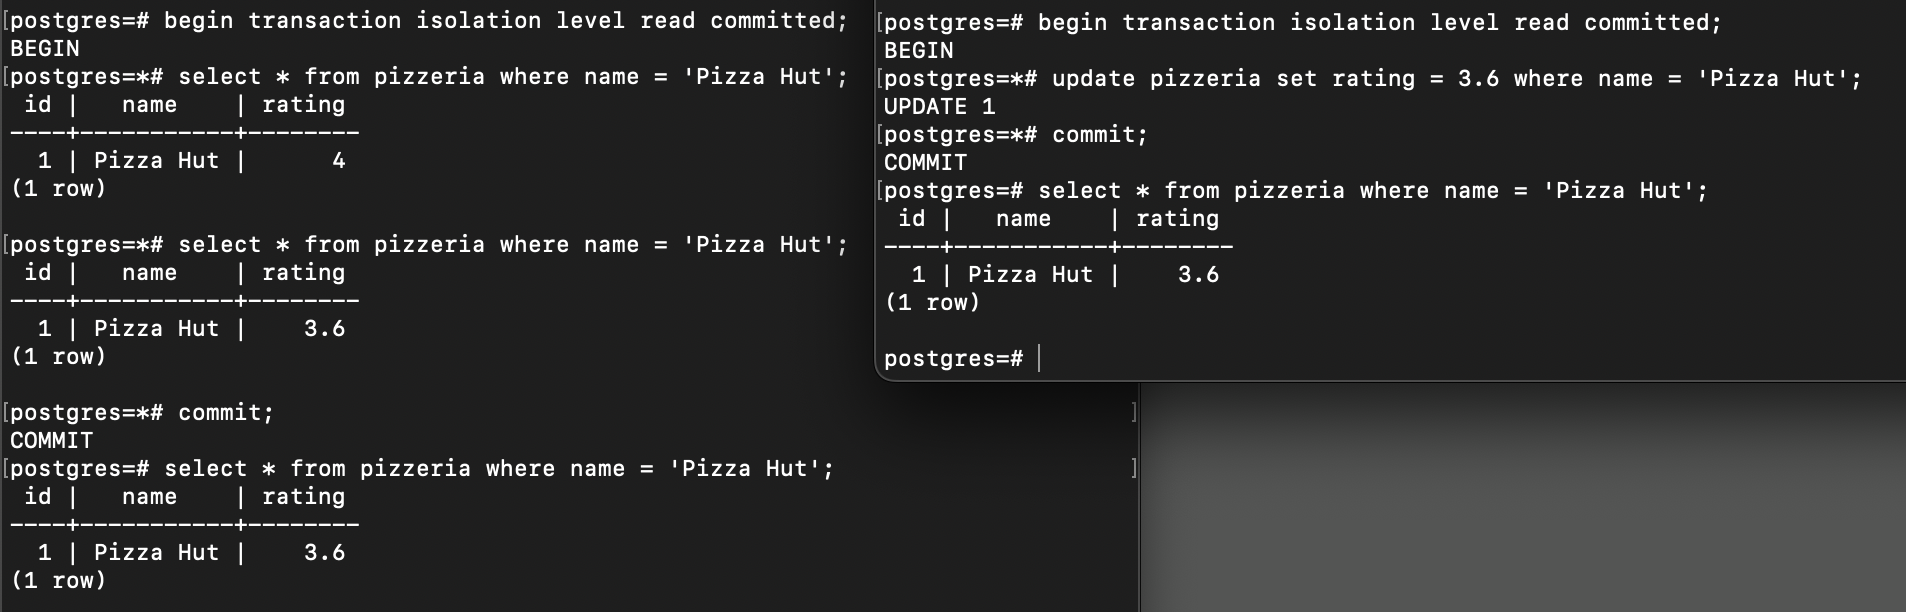 [postgres=# begin transaction isolation level read committed;
BEGIN
[postgres=*# select * from pizzeria where name = 'Pizza Hut';
 id |   name    | rating
----+-----------+--------
  1 | Pizza Hut |      4
(1 row)

[postgres=*# select * from pizzeria where name = 'Pizza Hut';
 id |   name    | rating
----+-----------+--------
  1 | Pizza Hut |    3.6
(1 row)

[postgres=*# commit; ]
COMMIT
[postgres=# select * from pizzeria where name = 'Pizza Hut'; ]
 id |   name    | rating
----+-----------+--------
  1 | Pizza Hut |    3.6
(1 row)

[postgres=# begin transaction isolation level read committed;
BEGIN
[postgres=*# update pizzeria set rating = 3.6 where name = 'Pizza Hut';
UPDATE 1
[postgres=*# commit;
COMMIT
[postgres=# select * from pizzeria where name = 'Pizza Hut';
 id |   name    | rating
----+-----------+--------
  1 | Pizza Hut |    3.6
(1 row)

postgres=#